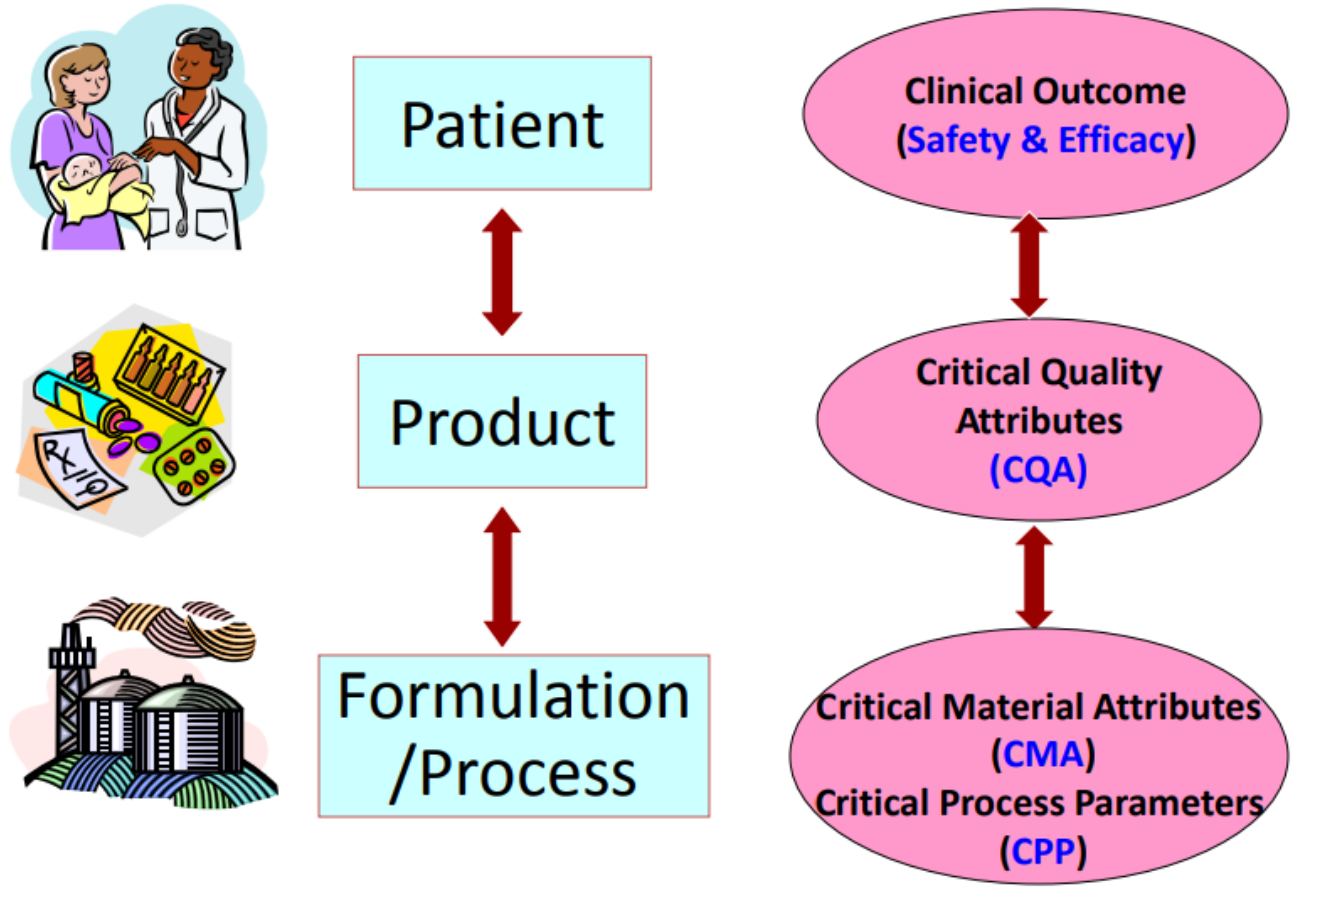 Patient
Clinical Outcome
(Safety & Efficacy)
Product
Critical Quality
Attributes
(CQA)
Formulation
/Process
Critical Material Attributes
(CMA)
Critical Process Parameters
(CPP)